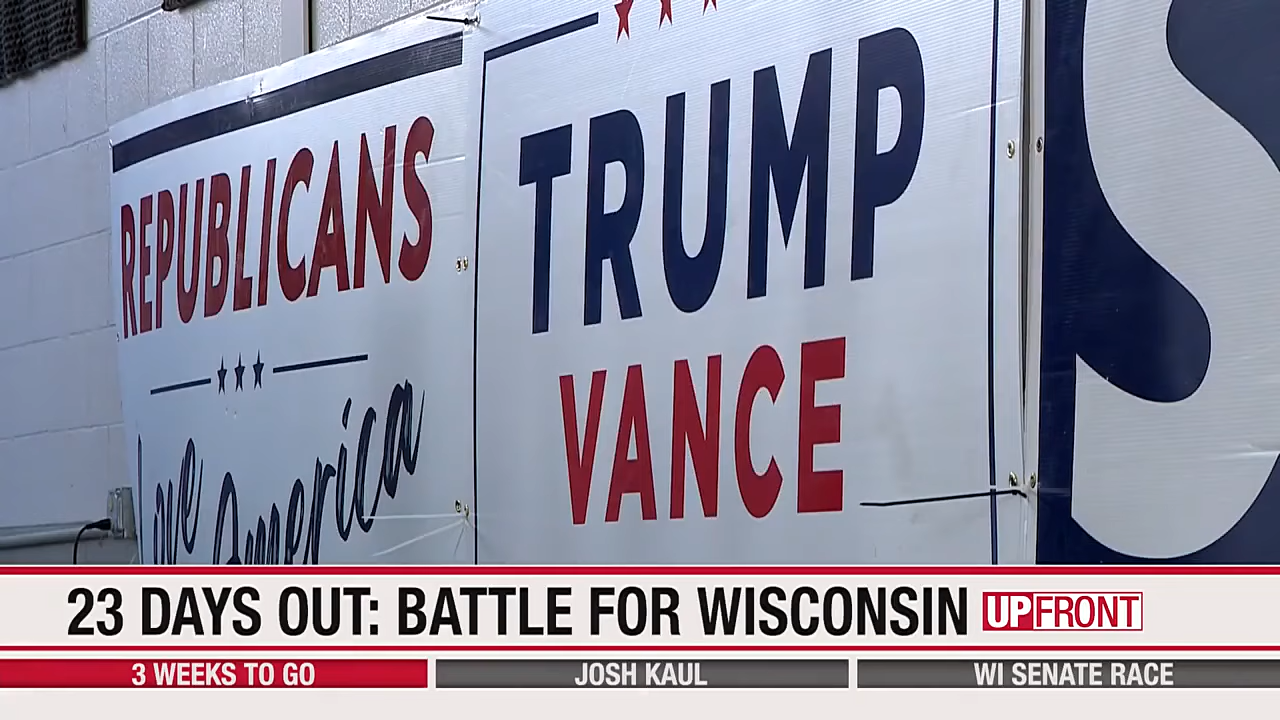 REPUBLICANS
Love America
TRUMP
VANCE
S
23 DAYS OUT: BATTLE FOR WISCONSIN
UPFRONT
3 WEEKS TO GO
JOSH KAUL
WI SENATE RACE